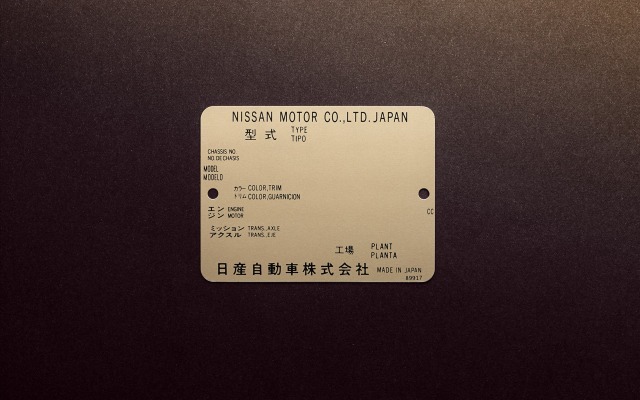 NISSAN MOTOR CO.,LTD. JAPAN
型式 TYPE
TIPO
CHASSIS NO.
NO.DE CHASIS
MODEL
MODELO
カラー COLOR,TRIM
トリム COLOR,GUARNICION
エン ENGINE
ジン MOTOR
CC
ミッション TRANS.,AXLE
アクスル TRANS.,EJE
工場 PLANT
PLANTA
日産自動車株式会社 MADE IN JAPAN
89917